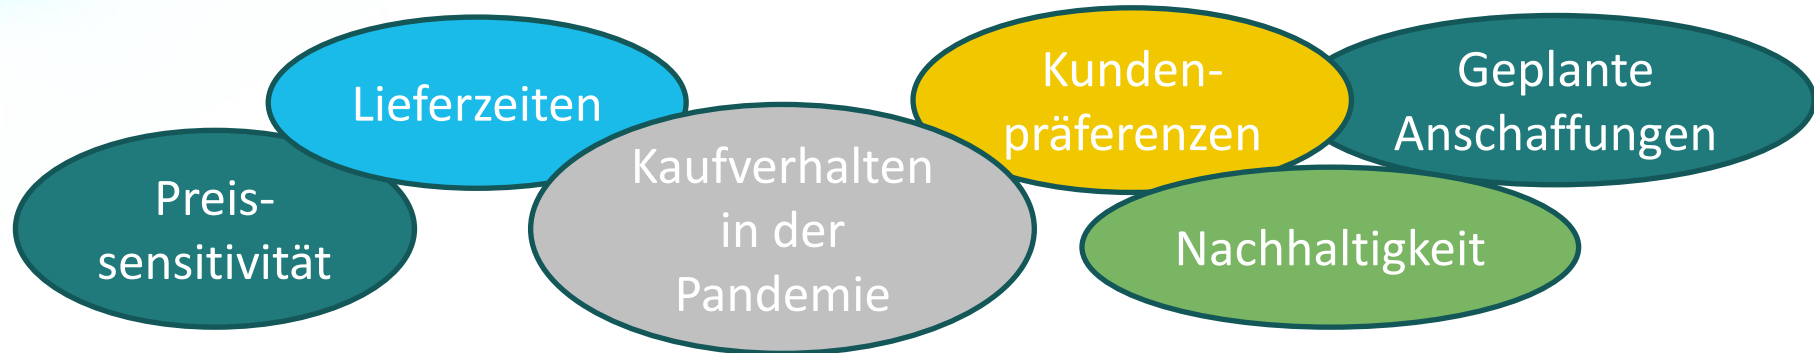 Preis-
sensitivität
Lieferzeiten
Kaufverhalten
in der
Pandemie
Kunden-
präferenzen
Nachhaltigkeit
Geplante
Anschaffungen